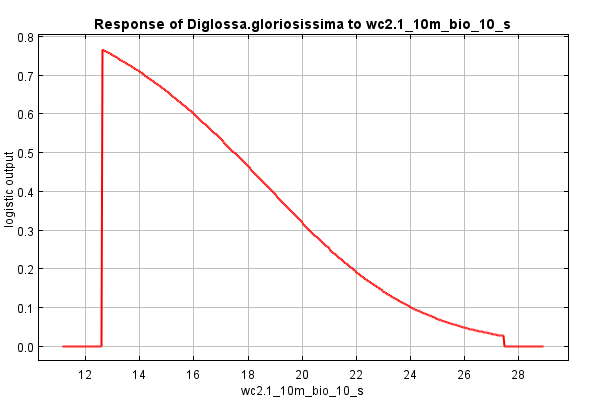 Response of Diglossa.gloriosissima to wc2.1_10m_bio_10_s
0.8
0.7
0.6
0.5
0.4
0.3
0.2
0.1
0.0
logistic output
12 14 16 18 20 22 24 26 28
wc2.1_10m_bio_10_s